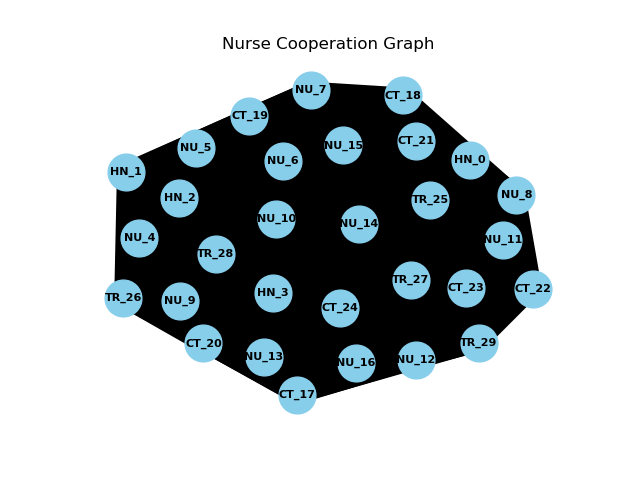 Nurse Cooperation Graph
NU_7
CT_18
CT_19
CT_21
NU_15
NU_5
NU_6
HN_0
HN_1
NU_8
HN_2
TR_25
NU_10
NU_14
NU_4
NU_11
TR_28
TR_27
CT_23
CT_22
HN_3
TR_26
NU_9
CT_24
CT_20
TR_29
NU_13
NU_12
NU_16
CT_17